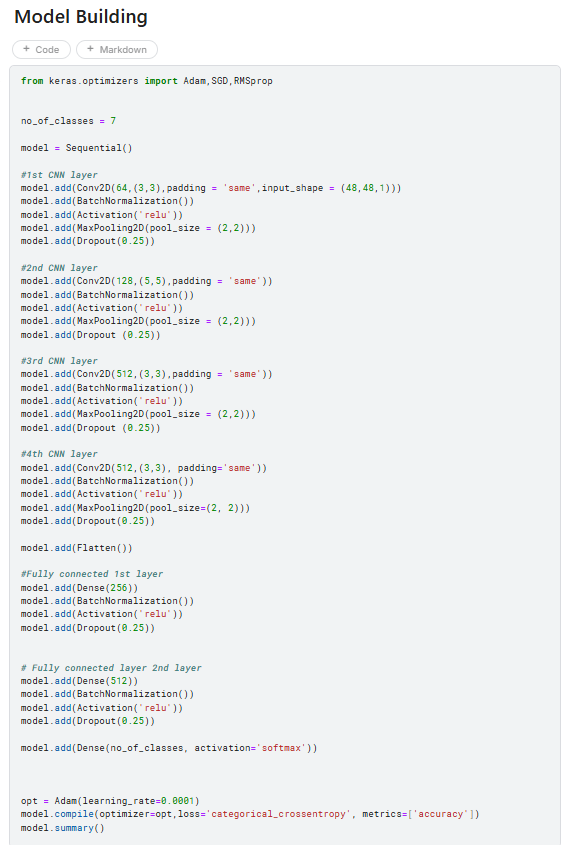 Model Building
+ Code + Markdown
from keras.optimizers import Adam,SGD,RMSprop
no_of_classes = 7
model = Sequential()
#1st CNN layer
model.add(Conv2D(64,(3,3),padding = 'same',input_shape = (48,48,1)))
model.add(BatchNormalization())
model.add(Activation('relu'))
model.add(MaxPooling2D(pool_size = (2,2)))
model.add(Dropout(0.25))
#2nd CNN layer
model.add(Conv2D(128,(5,5),padding = 'same'))
model.add(BatchNormalization())
model.add(Activation('relu'))
model.add(MaxPooling2D(pool_size = (2,2)))
model.add(Dropout (0.25))
#3rd CNN layer
model.add(Conv2D(512,(3,3),padding = 'same'))
model.add(BatchNormalization())
model.add(Activation('relu'))
model.add(MaxPooling2D(pool_size = (2,2)))
model.add(Dropout (0.25))
#4th CNN layer
model.add(Conv2D(512,(3,3), padding='same'))
model.add(BatchNormalization())
model.add(Activation('relu'))
model.add(MaxPooling2D(pool_size=(2, 2)))
model.add(Dropout(0.25))
model.add(Flatten())
#Fully connected 1st layer
model.add(Dense(256))
model.add(BatchNormalization())
model.add(Activation('relu'))
model.add(Dropout(0.25))
# Fully connected layer 2nd layer
model.add(Dense(512))
model.add(BatchNormalization())
model.add(Activation('relu'))
model.add(Dropout(0.25))
model.add(Dense(no_of_classes, activation='softmax'))
opt = Adam(learning_rate=0.0001)
model.compile(optimizer=opt,loss='categorical_crossentropy', metrics=['accuracy'])
model.summary()